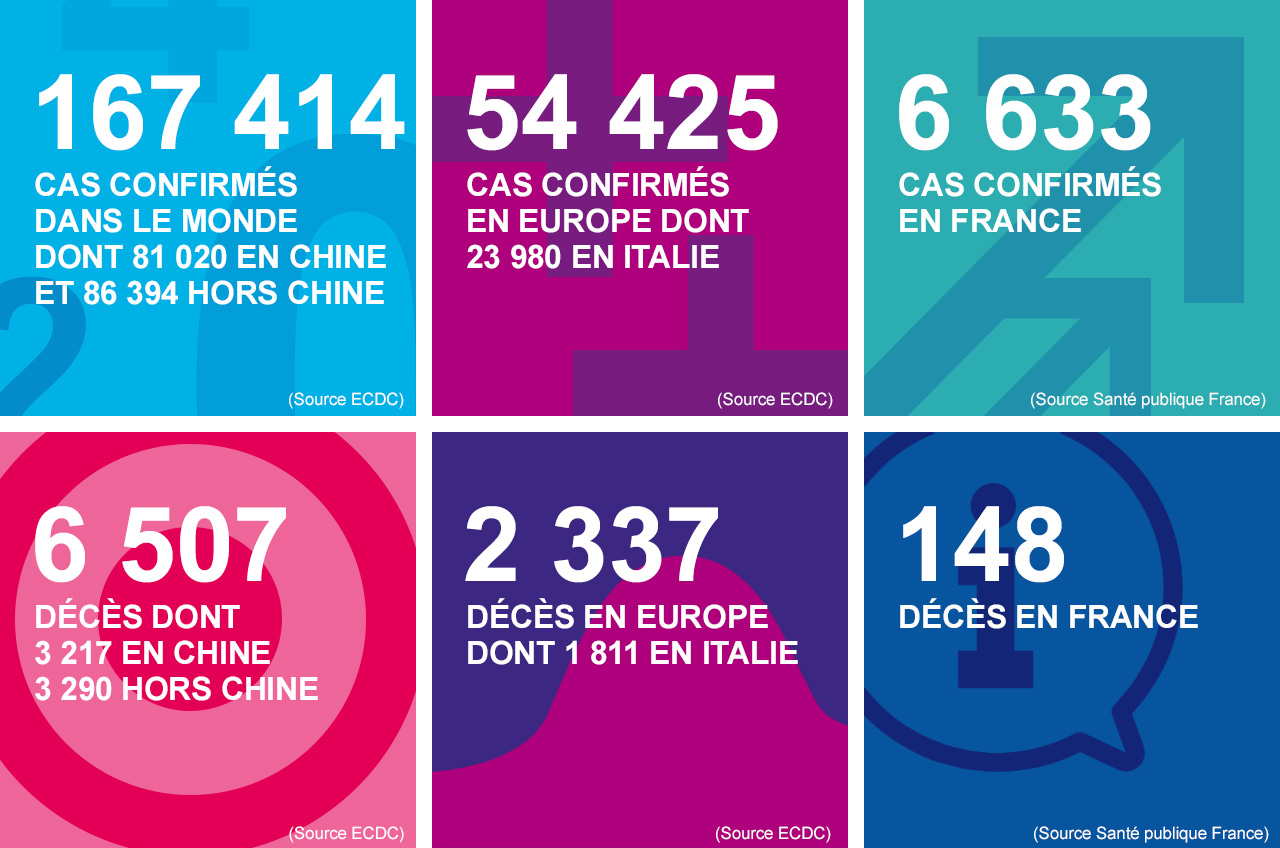 167 414
CAS CONFIRMÉS
DANS LE MONDE
DONT 81 020 EN CHINE
ET 86 394 HORS CHINE
(Source ECDC)
54 425
CAS CONFIRMÉS
EN EUROPE DONT
23 980 EN ITALIE
(Source ECDC)
6 633
CAS CONFIRMÉS
EN FRANCE
(Source Santé publique France)
6 507
DÉCÈS DONT
3 217 EN CHINE
3 290 HORS CHINE
(Source ECDC)
2 337
DÉCÈS EN EUROPE
DONT 1 811 EN ITALIE
(Source ECDC)
148
DÉCÈS EN FRANCE
(Source Santé publique France)